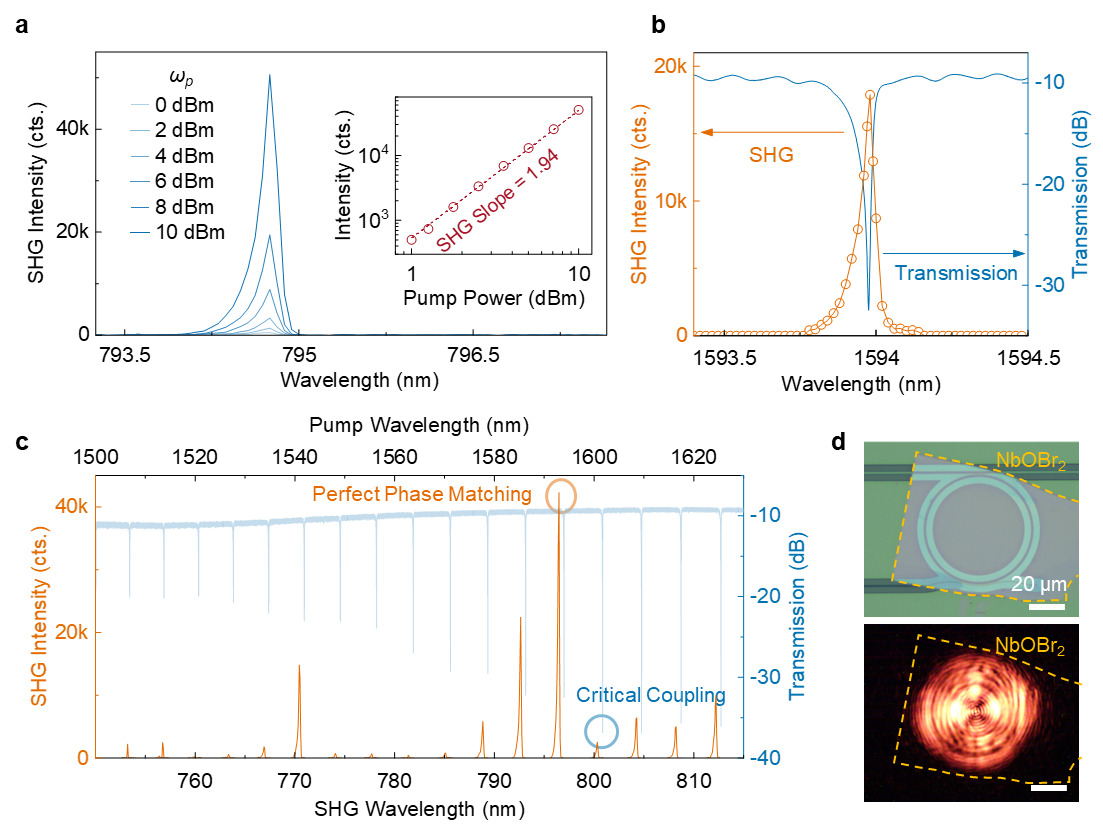 a
ωp
0 dBm
2 dBm
4 dBm
6 dBm
8 dBm
10 dBm
SHG Intensity (cts.)
40k
20k
0
793.5
795
796.5
Wavelength (nm)
Intensity (cts.)
10⁴
10³
SHG Slope = 1.94
1
10
Pump Power (dBm)
b
SHG Intensity (cts.)
20k
10k
0
SHG
Transmission
-10
-20
-30
Transmission (dB)
1593.5
1594
1594.5
Wavelength (nm)
c
Pump Wavelength (nm)
1500
1520
1540
1560
1580
1600
1620
SHG Intensity (cts.)
40k
20k
0
Perfect Phase Matching
Critical Coupling
-10
-20
-30
-40
Transmission (dB)
760
770
780
790
800
810
SHG Wavelength (nm)
d
NbOBr₂
20 μm
NbOBr₂